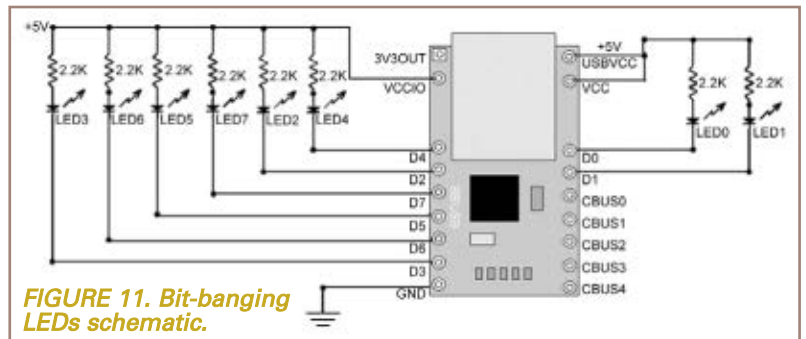 +5V
2.2K
2.2K
2.2K
2.2K
2.2K
2.2K
LED3
LED6
LED5
LED7
LED2
LED4
3V3OUT
VCCIO
D4
D2
D7
D5
D6
D3
GND
+5V
USBVCC
VCC
D0
D1
CBUS0
CBUS1
CBUS2
CBUS3
CBUS4
2.2K
2.2K
LED0
LED1
FIGURE 11. Bit-banging
LEDs schematic.